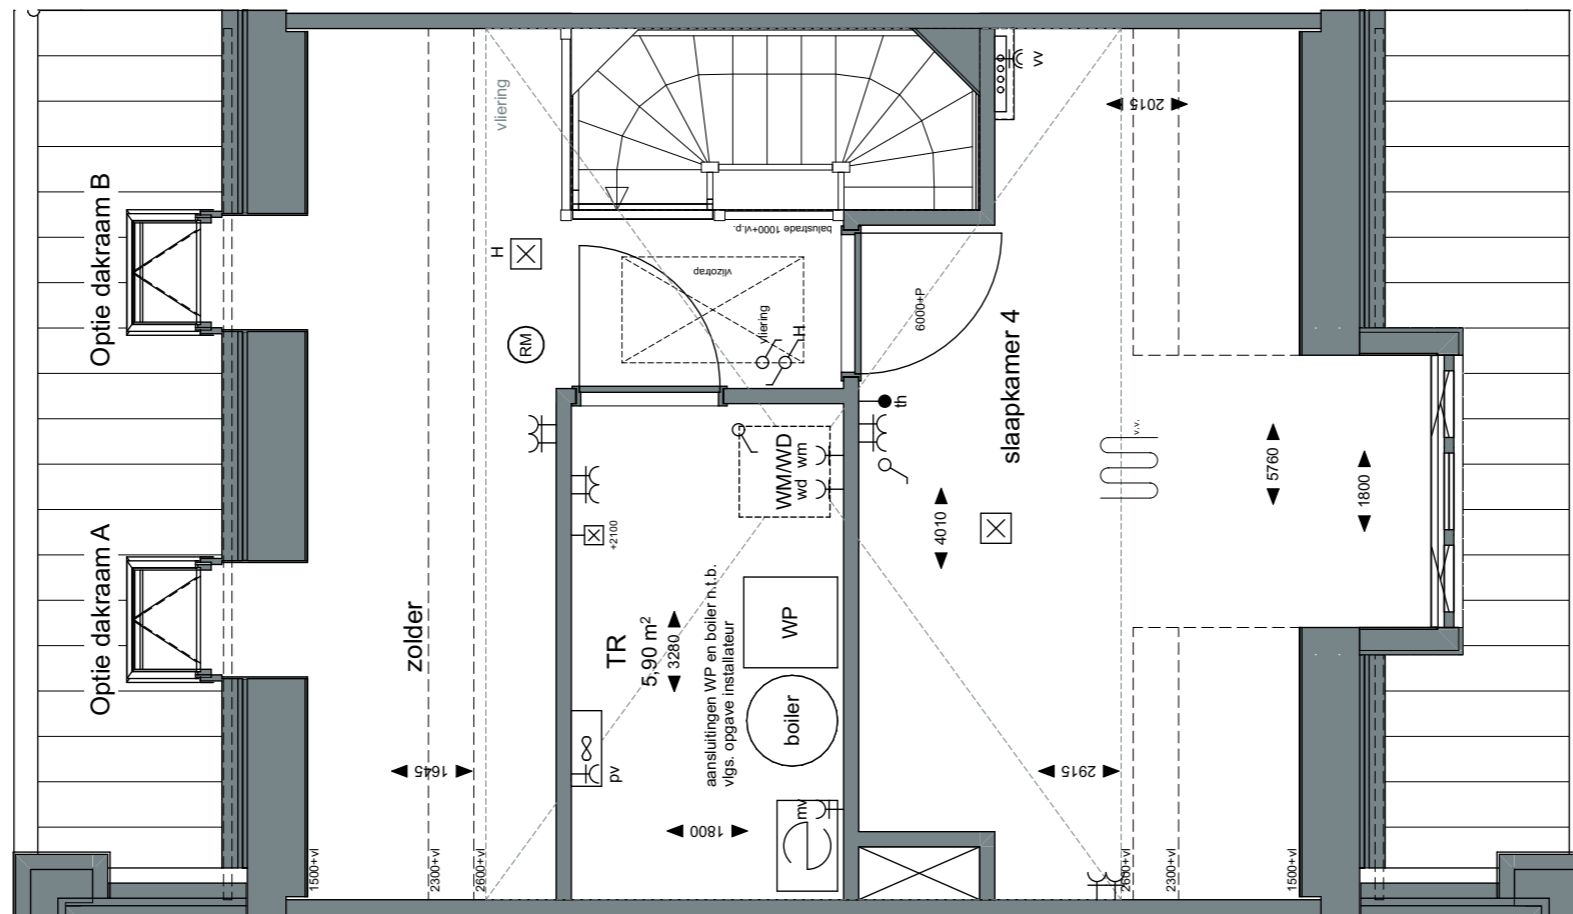 Optie dakraam B
Optie dakraam A
zolder
vliering
H
RM
1645
1500+vl
2300+vl
2600+vl
balustrade 1000+vl.p.
vlizotrap
vliering
H
TR
5,90 m²
3280
+2100
WM/WD
wd wm
WP
boiler
aansluitingen WP en boiler n.t.b.
vlgs. opgave installateur
pv
1800
mv
slaapkamer 4
6000+P
th
4010
v.v.
vv
2015
5760
1800
2915
2600+vl
2300+vl
1500+vl